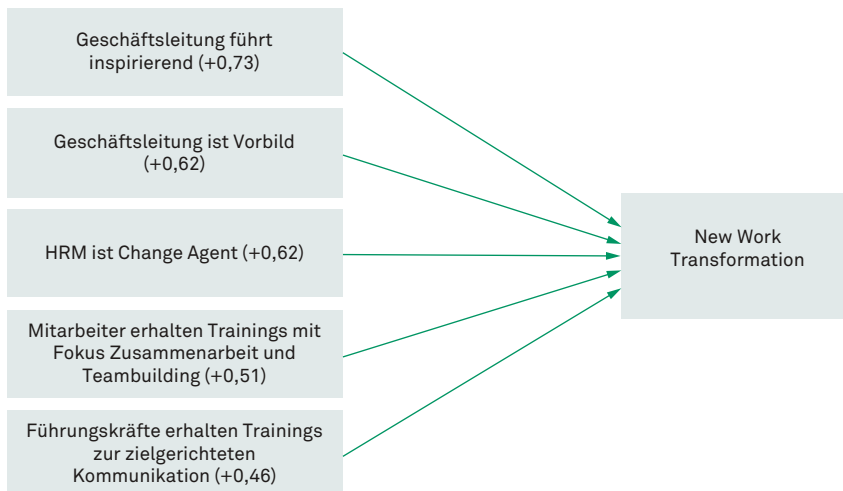 Geschäftsleitung führt
inspirierend (+0,73)
Geschäftsleitung ist Vorbild
(+0,62)
HRM ist Change Agent (+0,62)
Mitarbeiter erhalten Trainings mit
Fokus Zusammenarbeit und
Teambuilding (+0,51)
Führungskräfte erhalten Trainings
zur zielgerichteten
Kommunikation (+0,46)
New Work
Transformation